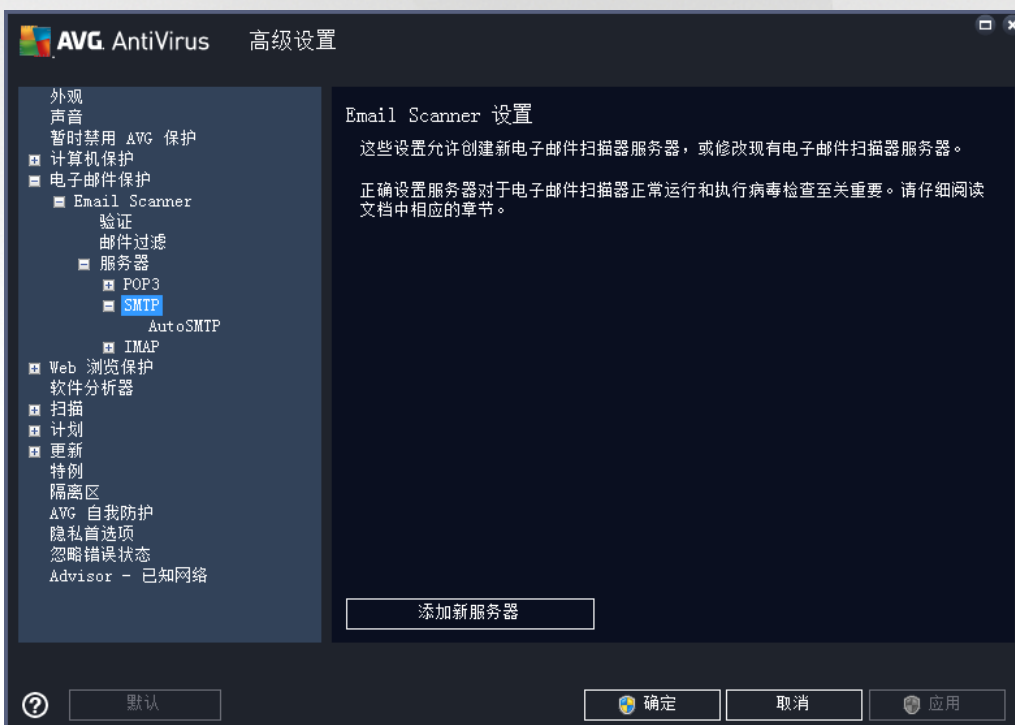 AVG. AntiVirus 高级设置
外观
声音
暂时禁用 AVG 保护
计算机保护
电子邮件保护
Email Scanner
验证
邮件过滤
服务器
POP3
SMTP
AutoSMTP
IMAP
Web 浏览保护
软件分析器
扫描
计划
更新
特例
隔离区
AVG 自我防护
隐私首选项
忽略错误状态
Advisor - 已知网络
Email Scanner 设置
这些设置允许创建新电子邮件扫描器服务器，或修改现有电子邮件扫描器服务器。
正确设置服务器对于电子邮件扫描器正常运行和执行病毒检查至关重要。请仔细阅读
文档中相应的章节。
添加新服务器
默认
确定
取消
应用